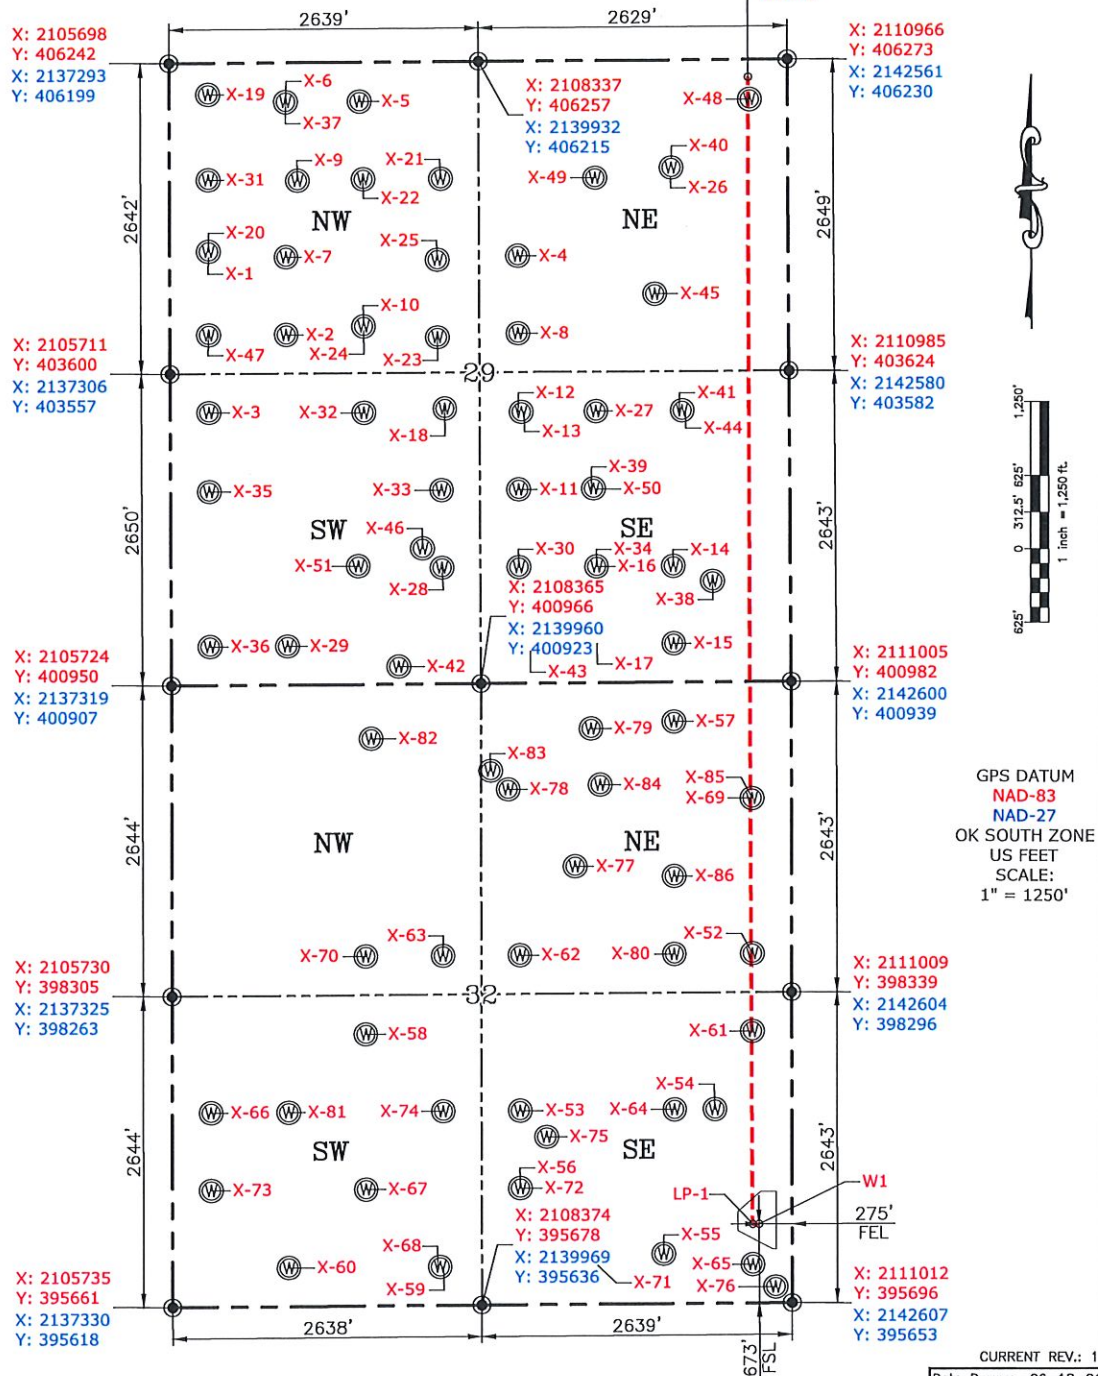 2639'
2629'
X: 2105698
Y: 406242
X: 2137293
Y: 406199
X: 2108337
Y: 406257
X: 2139932
Y: 406215
X: 2110966
Y: 406273
X: 2142561
Y: 406230
X-19
X-6
X-37
X-5
X-48
X-40
X-26
X-49
X-31
X-9
X-21
X-22
NW
NE
2642'
2649'
X-20
X-1
X-7
X-25
X-4
X-45
X-10
X-47
X-2
X-24
X-23
X-8
X: 2105711
Y: 403600
X: 2137306
Y: 403557
29
X: 2110985
Y: 403624
X: 2142580
Y: 403582
X-3
X-32
X-18
X-12
X-13
X-27
X-41
X-44
X-35
X-33
X-11
X-39
X-50
SW
SE
2650'
2643'
X-46
X-51
X-28
X-30
X-34
X-16
X-14
X-38
X: 2108365
Y: 400966
X: 2139960
Y: 400923
X-36
X-29
X-42
X-43
X-17
X-15
1,250'
625'
312.5'
0
625'
1 inch = 1,250 ft.
X: 2105724
Y: 400950
X: 2137319
Y: 400907
X: 2111005
Y: 400982
X: 2142600
Y: 400939
X-82
X-83
X-78
X-79
X-57
X-84
X-85
X-69
NW
NE
2644'
2643'
X-77
X-86
X-70
X-63
X-62
X-80
X-52
GPS DATUM
NAD-83
NAD-27
OK SOUTH ZONE
US FEET
SCALE:
1" = 1250'
X: 2105730
Y: 398305
X: 2137325
Y: 398263
32
X: 2111009
Y: 398339
X: 2142604
Y: 398296
X-58
X-61
X-66
X-81
X-74
X-53
X-64
X-54
X-75
SW
SE
2644'
2643'
X-73
X-67
X-56
X-72
LP-1
W1
275'
FEL
X: 2108374
Y: 395678
X: 2139969
Y: 395636
X-60
X-68
X-59
X-71
X-55
X-65
X-76
X: 2105735
Y: 395661
X: 2137330
Y: 395618
X: 2111012
Y: 395696
X: 2142607
Y: 395653
2638'
2639'
673'
FSL
CURRENT REV.: 1